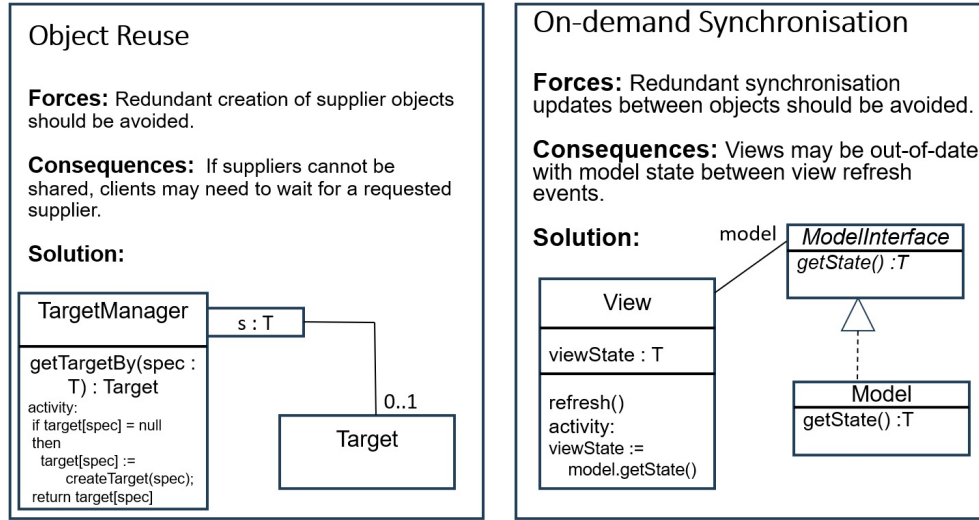 Object Reuse
Forces: Redundant creation of supplier objects
should be avoided.
Consequences: If suppliers cannot be
shared, clients may need to wait for a requested
supplier.
Solution:
TargetManager
s : T
getTargetBy(spec :
T) : Target
activity:
if target[spec] = null
then
target[spec] :=
createTarget(spec);
return target[spec]
0..1
Target
On-demand Synchronisation
Forces: Redundant synchronisation
updates between objects should be avoided.
Consequences: Views may be out-of-date
with model state between view refresh
events.
Solution:
model
ModelInterface
getState() :T
View
viewState : T
refresh()
activity:
viewState :=
model.getState()
Model
getState() :T